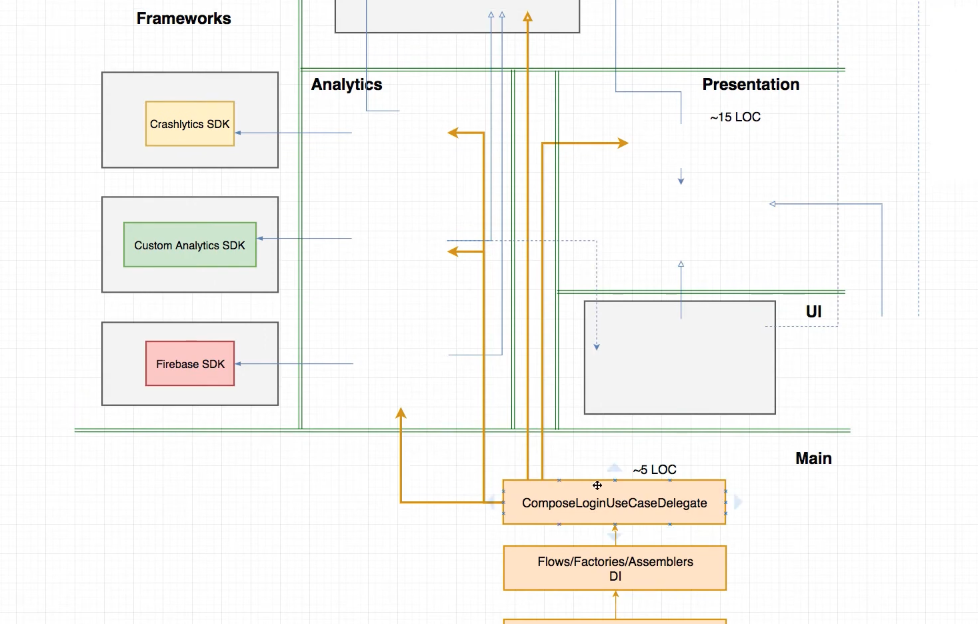 Frameworks
Analytics
Presentation
~15 LOC
Crashlytics SDK
Custom Analytics SDK
UI
Firebase SDK
Main
~5 LOC
ComposeLoginUseCaseDelegate
Flows/Factories/Assemblers
DI